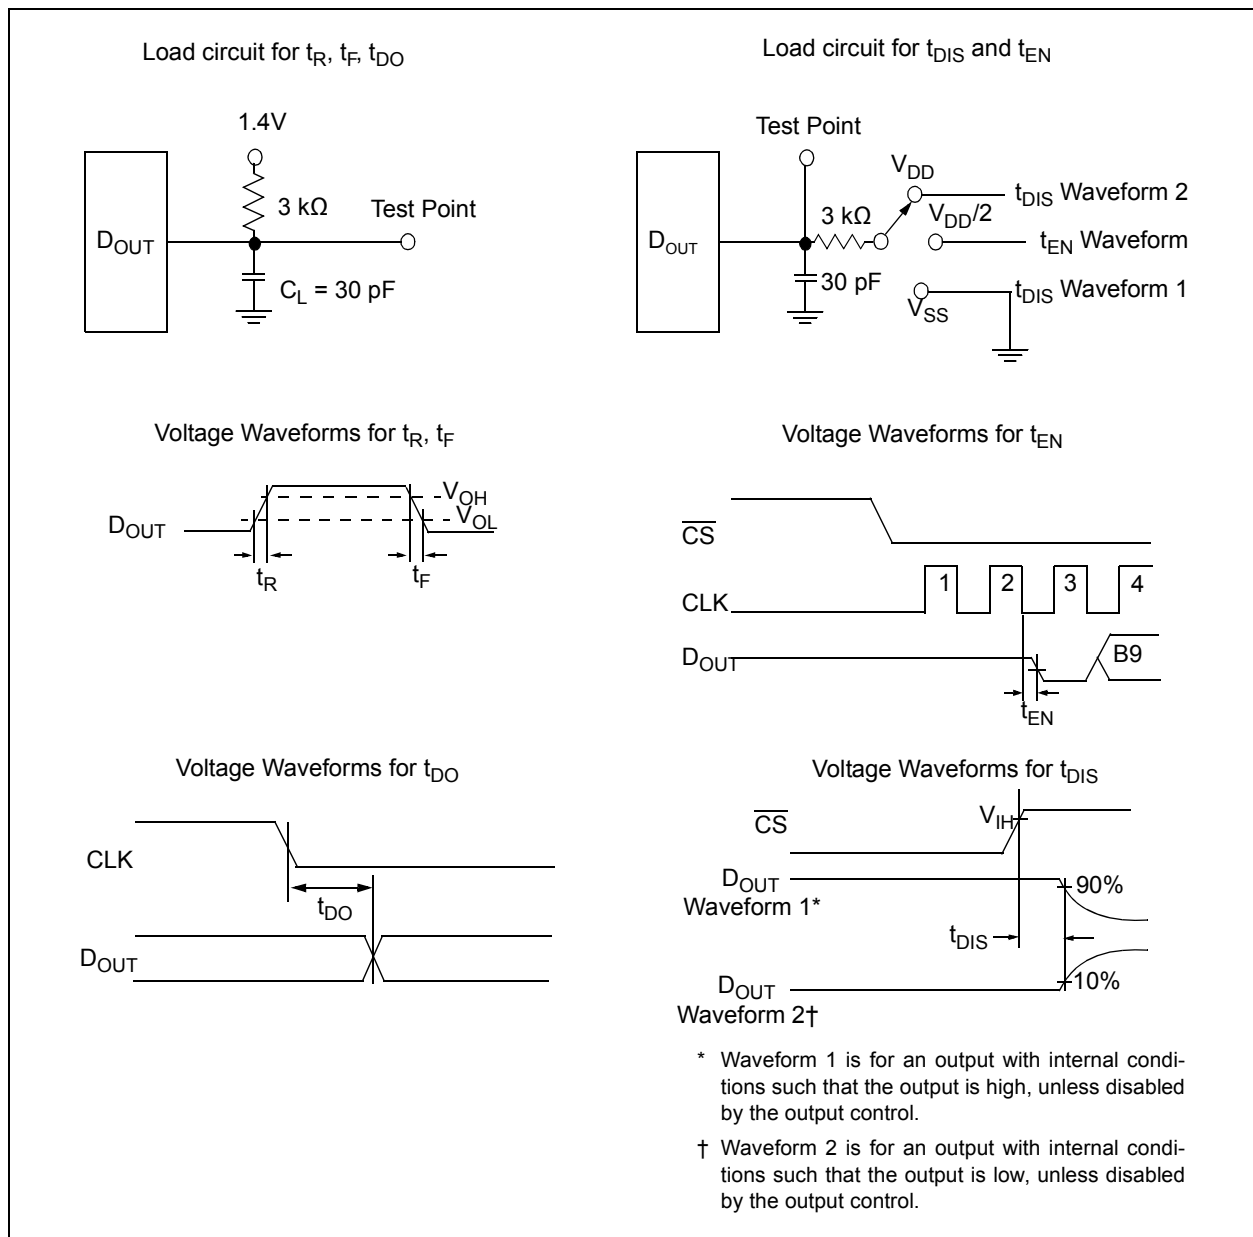 Load circuit for tR, tF, tDO
1.4V
3 kΩ
Test Point
DOUT
CL = 30 pF
Load circuit for tDIS and tEN
Test Point
VDD
tDIS Waveform 2
3 kΩ
VDD/2
DOUT
tEN Waveform
30 pF
tDIS Waveform 1
VSS
Voltage Waveforms for tR, tF
VOH
VOL
DOUT
tR
tF
Voltage Waveforms for tEN
CS
1 2 3 4
CLK
DOUT
B9
tEN
Voltage Waveforms for tDO
CLK
tDO
DOUT
Voltage Waveforms for tDIS
VIH
CS
DOUT
90%
Waveform 1*
tDIS
DOUT
10%
Waveform 2†
* Waveform 1 is for an output with internal condi-
tions such that the output is high, unless disabled
by the output control.
† Waveform 2 is for an output with internal condi-
tions such that the output is low, unless disabled
by the output control.